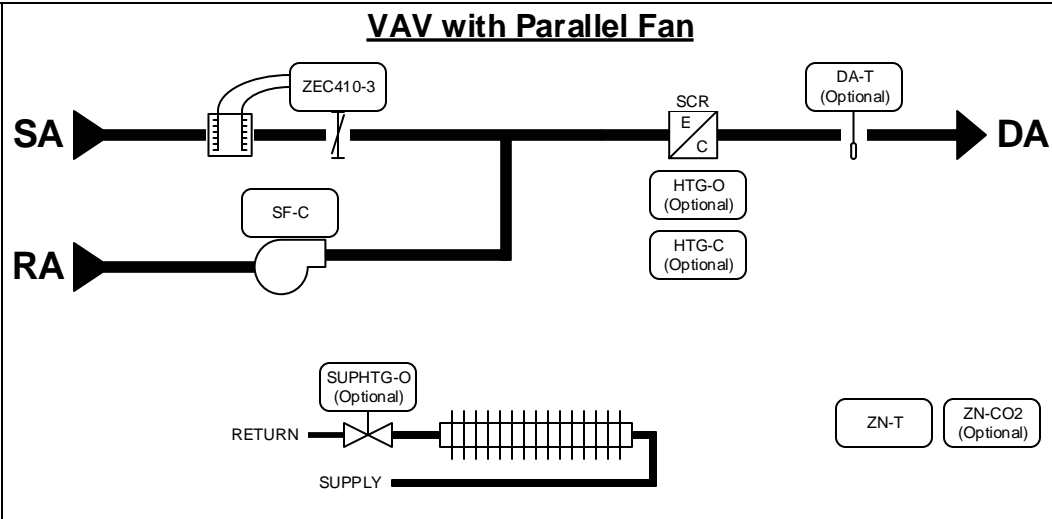 VAV with Parallel Fan
ZEC410-3
DA-T
(Optional)
SA
SCR
E
C
DA
HTG-O
(Optional)
SF-C
HTG-C
(Optional)
RA
SUPHTG-O
(Optional)
RETURN
SUPPLY
ZN-T
ZN-CO2
(Optional)